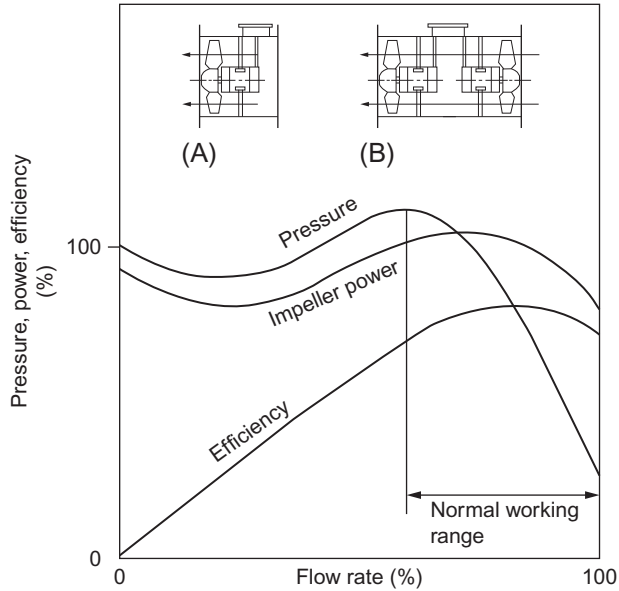 (A)
(B)
Pressure, power, efficiency
(%)
100
0
Pressure
Impeller power
Efficiency
Normal working
range
0
Flow rate (%)
100